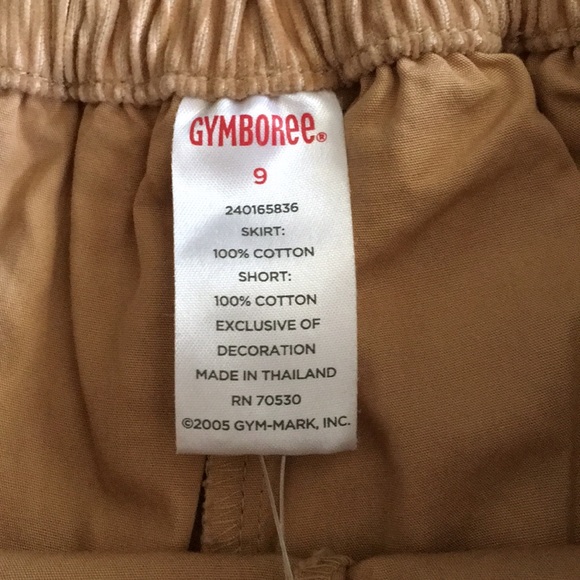 GYMBOREE®
9
240165836
SKIRT:
100% COTTON
SHORT:
100% COTTON
EXCLUSIVE OF
DECORATION
MADE IN THAILAND
RN 70530
©2005 GYM-MARK, INC.